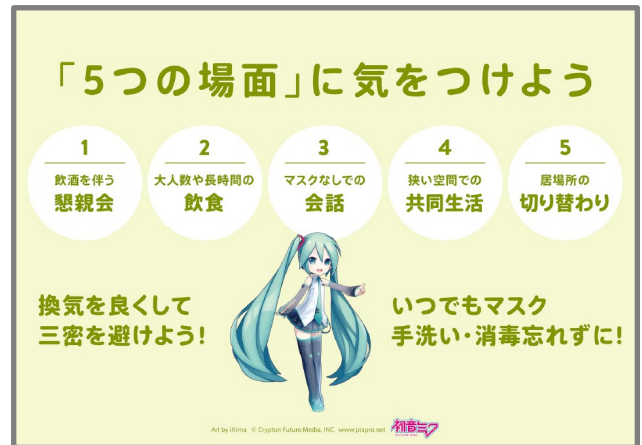 「5つの場面」に気をつけよう
1
飲酒を伴う
懇親会
2
大人数や長時間の
飲食
3
マスクなしでの
会話
4
狭い空間での
共同生活
5
居場所の
切り替わり
換気を良くして
三密を避けよう!
いつでもマスク
手洗い・消毒忘れずに!
Art by iXima © Crypton Future Media, INC. www.piapro.net
初音ミク